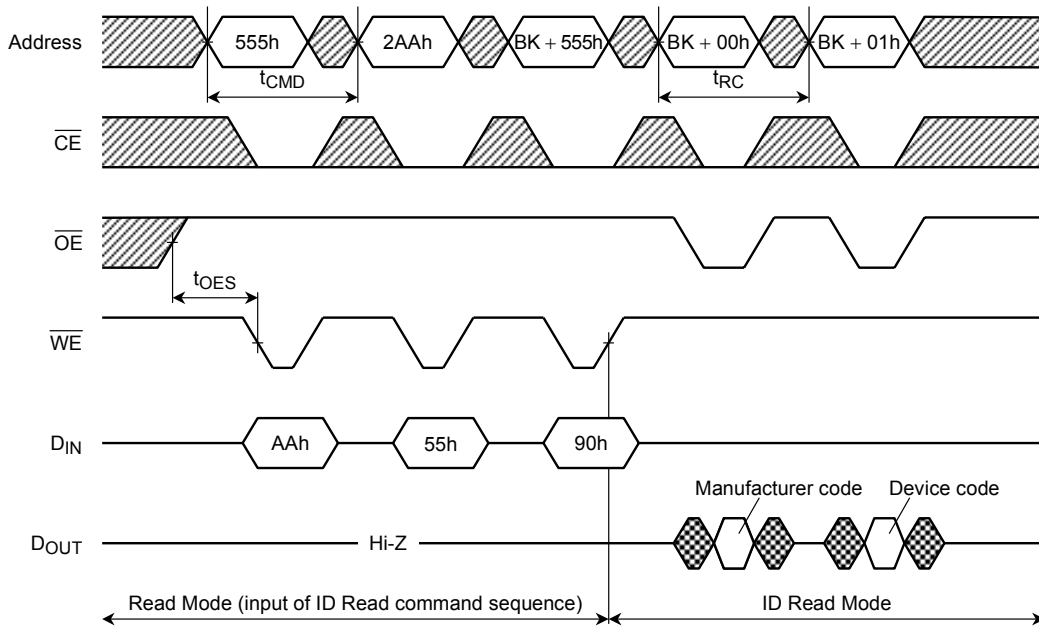 Address 555h 2AAh BK + 555h BK + 00h BK + 01h
tCMD tRC
CE
OE
tOES
WE
DIN AAh 55h 90h
Manufacturer code Device code
DOUT Hi-Z
Read Mode (input of ID Read command sequence) ID Read Mode